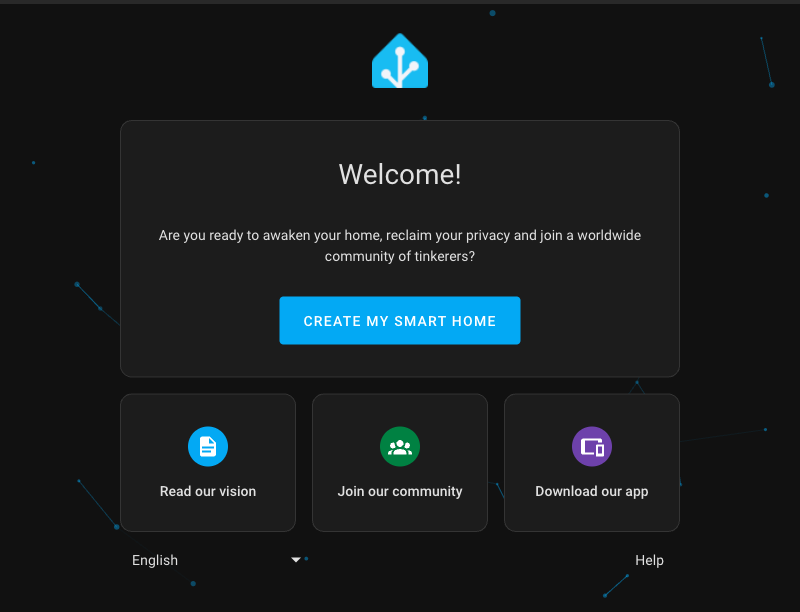 Welcome!
Are you ready to awaken your home, reclaim your privacy and join a worldwide
community of tinkerers?
CREATE MY SMART HOME
Read our vision
Join our community
Download our app
English
Help